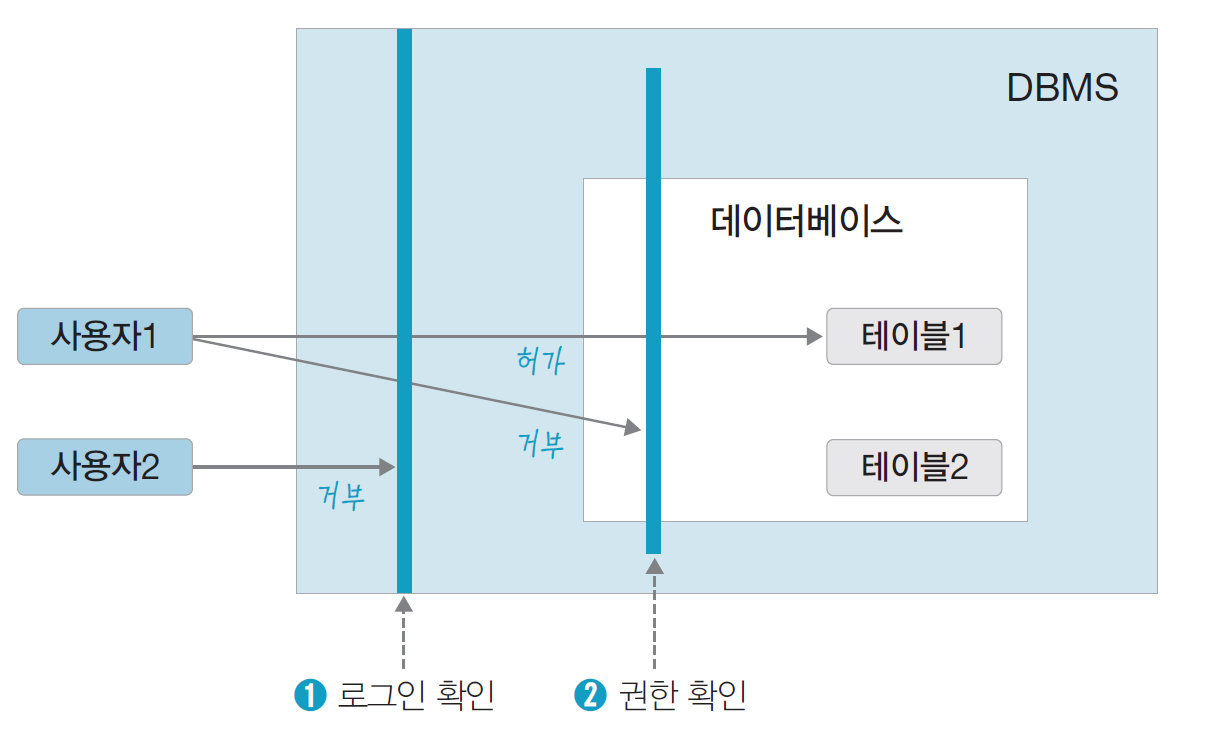 DBMS
데이터베이스
사용자1
허가
테이블1
거부
사용자2
거부
테이블2
❶ 로그인 확인
❷ 권한 확인